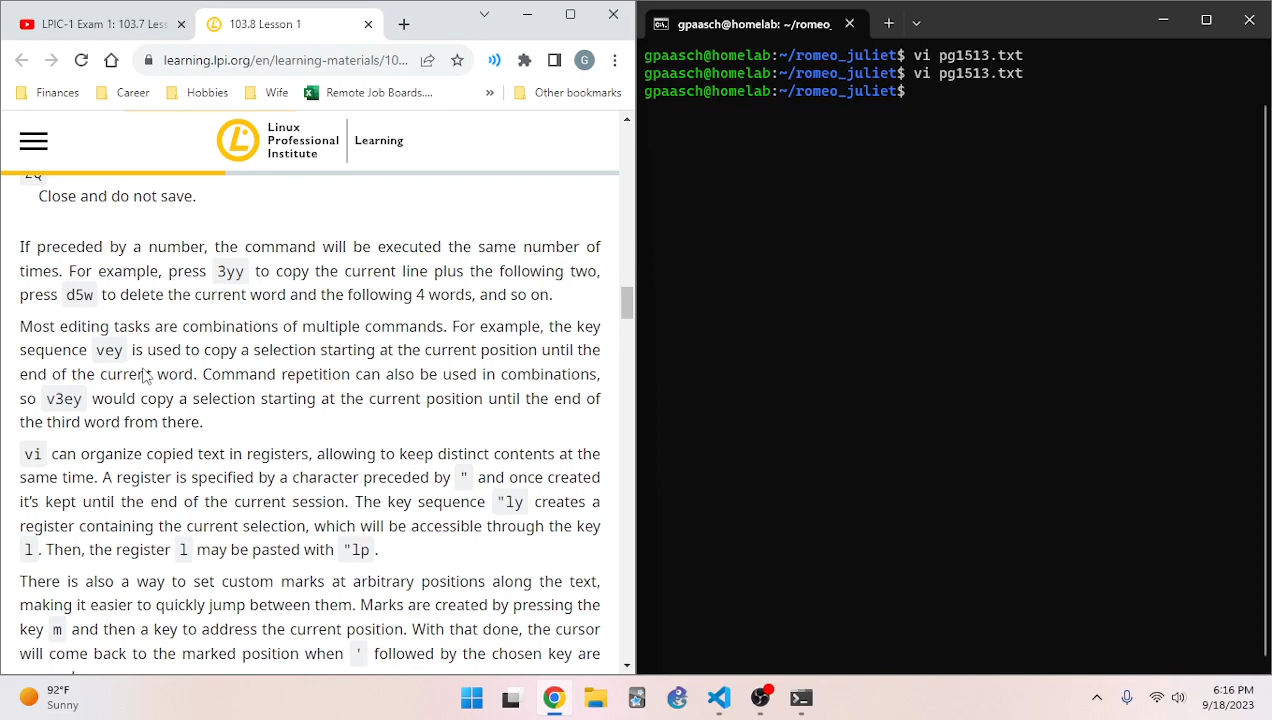 LPIC-1 Exam 1: 103.7
103.8 Lesson 1
learning.lpi.org/en/learning-materials/10...
G
Finances
Career
Hobbies
Wife
Remote Job Boards....
»
Other bookmarks
Linux
Professional
Institute
Learning
ZQ
Close and do not save.
If preceded by a number, the command will be executed the same number of
times. For example, press 3yy to copy the current line plus the following two,
press d5w to delete the current word and the following 4 words, and so on.
Most editing tasks are combinations of multiple commands. For example, the key
sequence vey is used to copy a selection starting at the current position until the
end of the current word. Command repetition can also be used in combinations,
so v3ey would copy a selection starting at the current position until the end of
the third word from there.
vi can organize copied text in registers, allowing to keep distinct contents at the
same time. A register is specified by a character preceded by " and once created
it’s kept until the end of the current session. The key sequence "ly creates a
register containing the current selection, which will be accessible through the key
l. Then, the register l may be pasted with "lp.
There is also a way to set custom marks at arbitrary positions along the text,
making it easier to quickly jump between them. Marks are created by pressing the
key m and then a key to address the current position. With that done, the cursor
will come back to the marked position when ' followed by the chosen key are
gpaasch@homelab: ~/romeo_
gpaasch@homelab:~/romeo_juliet$ vi pg1513.txt
gpaasch@homelab:~/romeo_juliet$ vi pg1513.txt
gpaasch@homelab:~/romeo_juliet$
92°F
Sunny
6:16 PM
9/18/2023